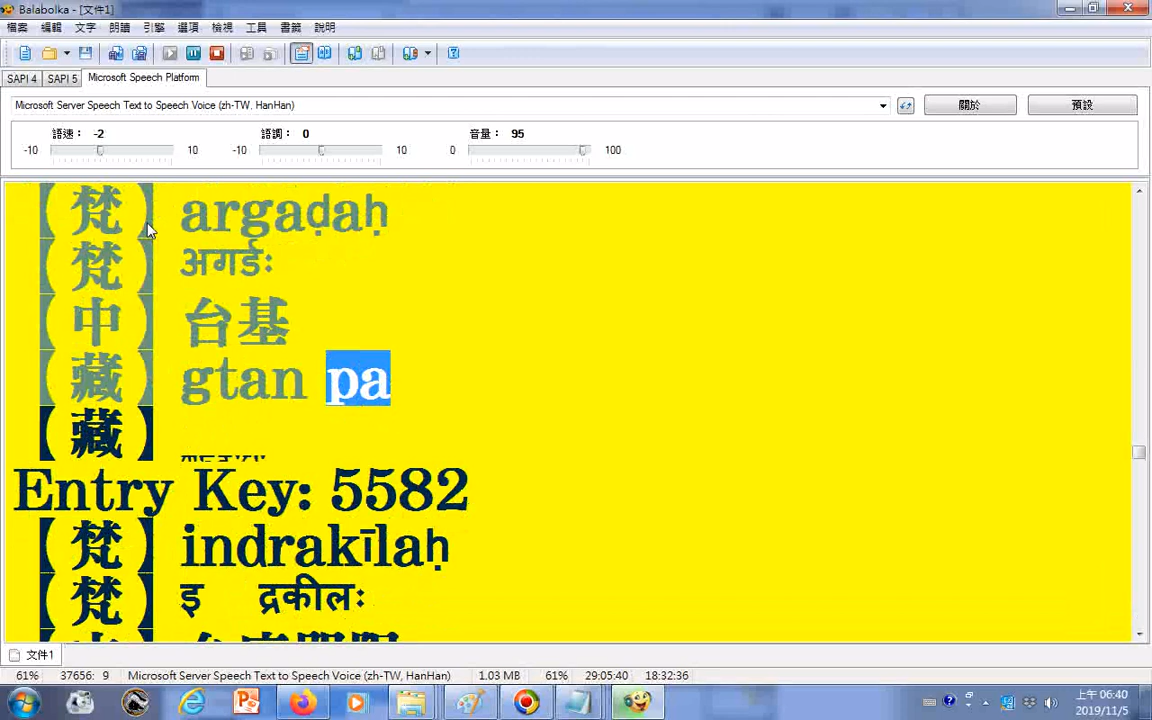 Balabolka - [文件1]
檔案 編輯 文字 朗讀 引擎 選項 檢視 工具 書籤 說明
SAPI 4 SAPI 5 Microsoft Speech Platform
Microsoft Server Speech Text to Speech Voice (zh-TW, HanHan) 關於 預設
語速： -2 語調： 0 音量： 95
-10 10 -10 10 0 100
【梵】 argaḍaḥ
【梵】 अगर्डः
【中】 台基
【藏】 gtan pa
【藏】
Entry Key: 5582
【梵】 indrakīlaḥ
【梵】 इ द्रकीलः
文件1
61% 37656: 9 Microsoft Server Speech Text to Speech Voice (zh-TW, HanHan) 1.03 MB 61% 29:05:40 18:32:36
上午 06:40
2019/11/5